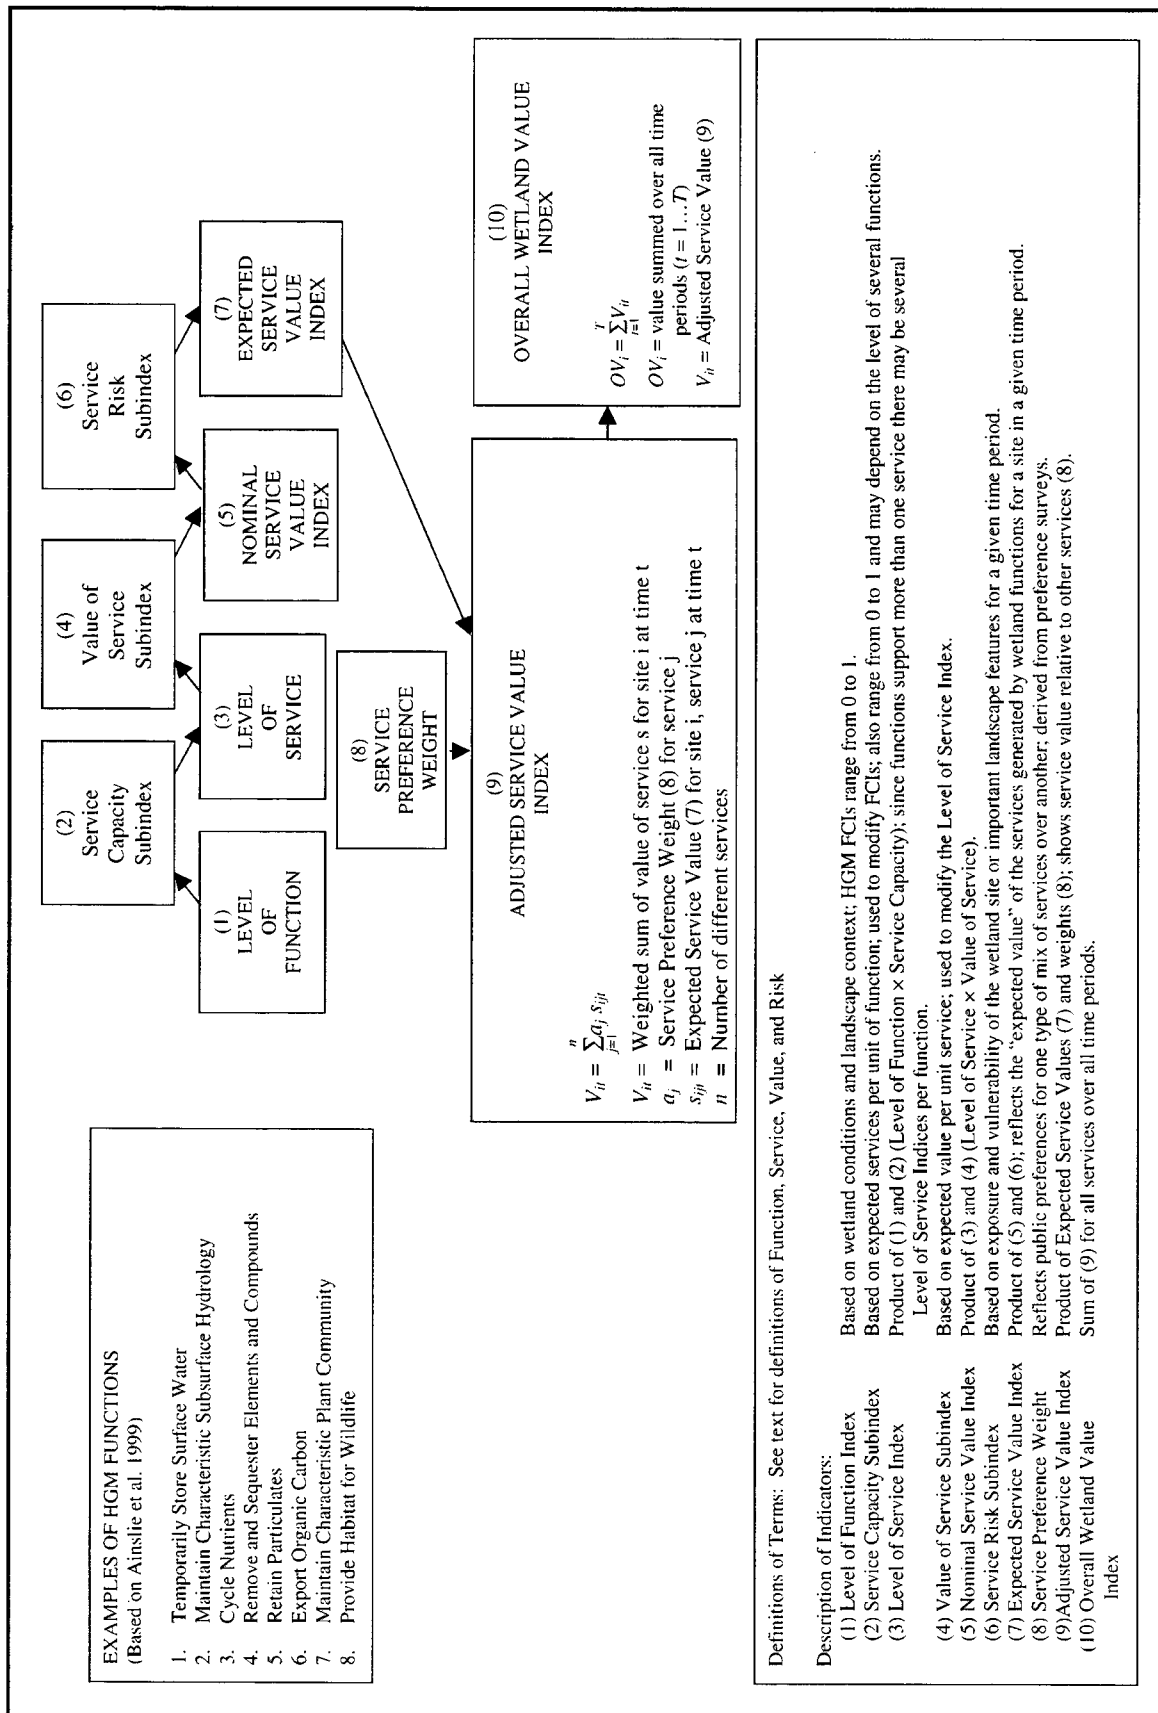 EXAMPLES OF HGM FUNCTIONS
(Based on Ainslie et al. 1999)
1. Temporarily Store Surface Water
2. Maintain Characteristic Subsurface Hydrology
3. Cycle Nutrients
4. Remove and Sequester Elements and Compounds
5. Retain Particulates
6. Export Organic Carbon
7. Maintain Characteristic Plant Community
8. Provide Habitat for Wildlife
(1)
LEVEL
OF
FUNCTION
(2)
Service
Capacity
Subindex
(3)
LEVEL
OF
SERVICE
(4)
Value of
Service
Subindex
(5)
NOMINAL
SERVICE
VALUE
INDEX
(6)
Service
Risk
Subindex
(7)
EXPECTED
SERVICE
VALUE
INDEX
(8)
SERVICE
PREFERENCE
WEIGHT
(9)
ADJUSTED SERVICE VALUE
INDEX
V_it = n∑j=1 a_j s_ijt
V_it = Weighted sum of value of service s for site i at time t
a_j = Service Preference Weight (8) for service j
s_ijt = Expected Service Value (7) for site i, service j at time t
n = Number of different services
(10)
OVERALL WETLAND VALUE
INDEX
OV_i = T∑t=1 V_it
OV_i = value summed over all time
periods (t = 1...T)
V_it = Adjusted Service Value (9)
Definitions of Terms: See text for definitions of Function, Service, Value, and Risk
Description of Indicators:
(1) Level of Function Index Based on wetland conditions and landscape context; HGM FCIs range from 0 to 1.
(2) Service Capacity Subindex Based on expected services per unit of function; used to modify FCIs; also range from 0 to 1 and may depend on the level of several functions.
(3) Level of Service Index Product of (1) and (2) (Level of Function × Service Capacity); since functions support more than one service there may be several
Level of Service Indices per function.
(4) Value of Service Subindex Based on expected value per unit service; used to modify the Level of Service Index.
(5) Nominal Service Value Index Product of (3) and (4) (Level of Service × Value of Service).
(6) Service Risk Subindex Based on exposure and vulnerability of the wetland site or important landscape features for a given time period.
(7) Expected Service Value Index Product of (5) and (6); reflects the “expected value” of the services generated by wetland functions for a site in a given time period.
(8) Service Preference Weight Reflects public preferences for one type of mix of services over another; derived from preference surveys.
(9)Adjusted Service Value Index Product of Expected Service Values (7) and weights (8); shows service value relative to other services (8).
(10) Overall Wetland Value Sum of (9) for all services over all time periods.
Index